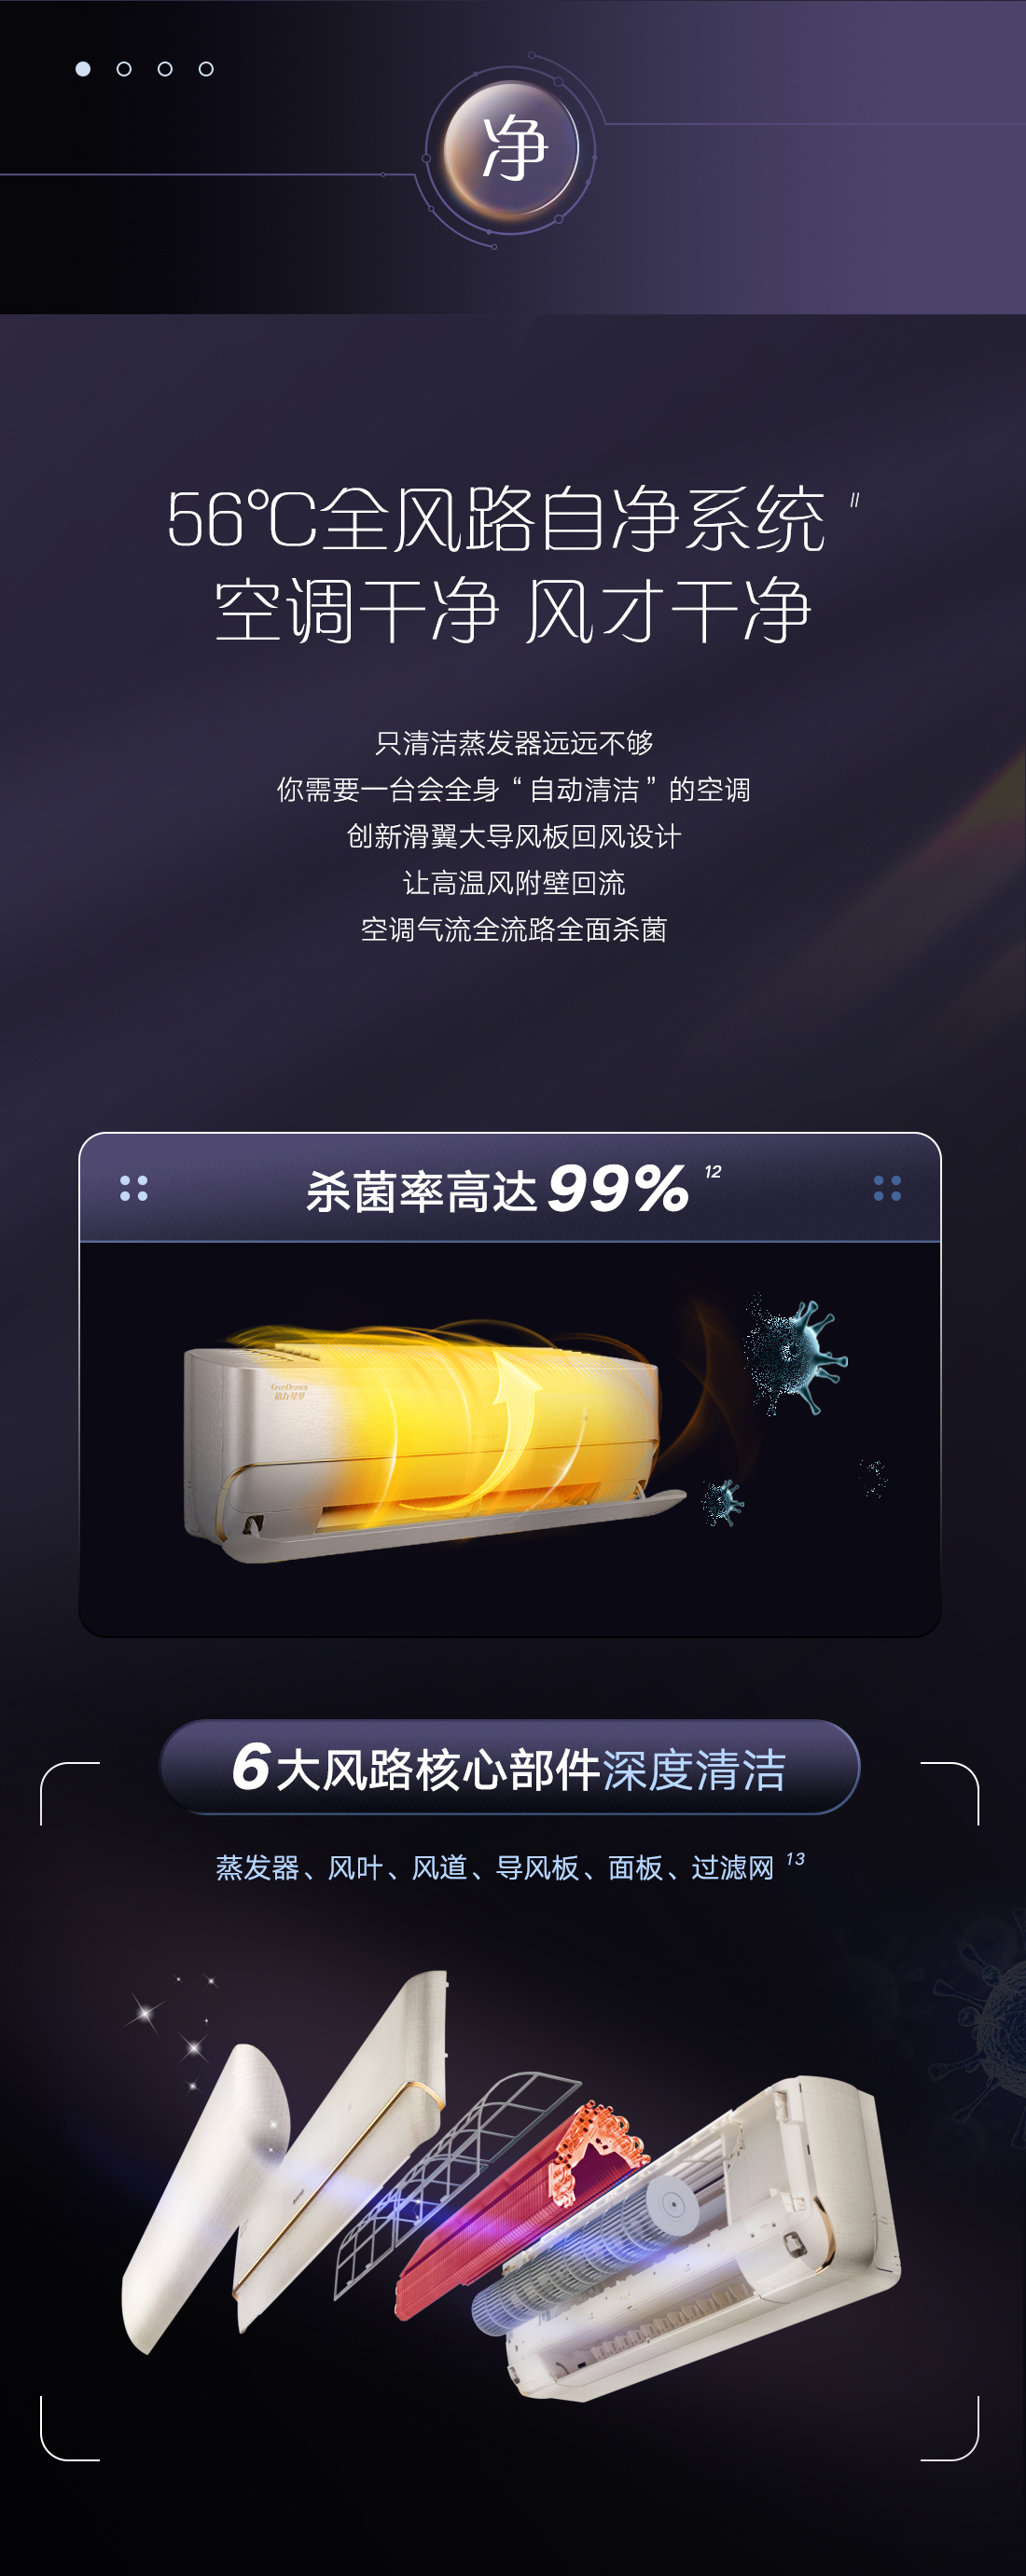 净
56℃全风路自净系统 11
空调干净 风才干净
只清洁蒸发器远远不够
你需要一台会全身“自动清洁”的空调
创新滑翼大导风板回风设计
让高温风附壁回流
空调气流全流路全面杀菌
杀菌率高达99% 12
6大风路核心部件深度清洁
蒸发器、风叶、风道、导风板、面板、过滤网 13